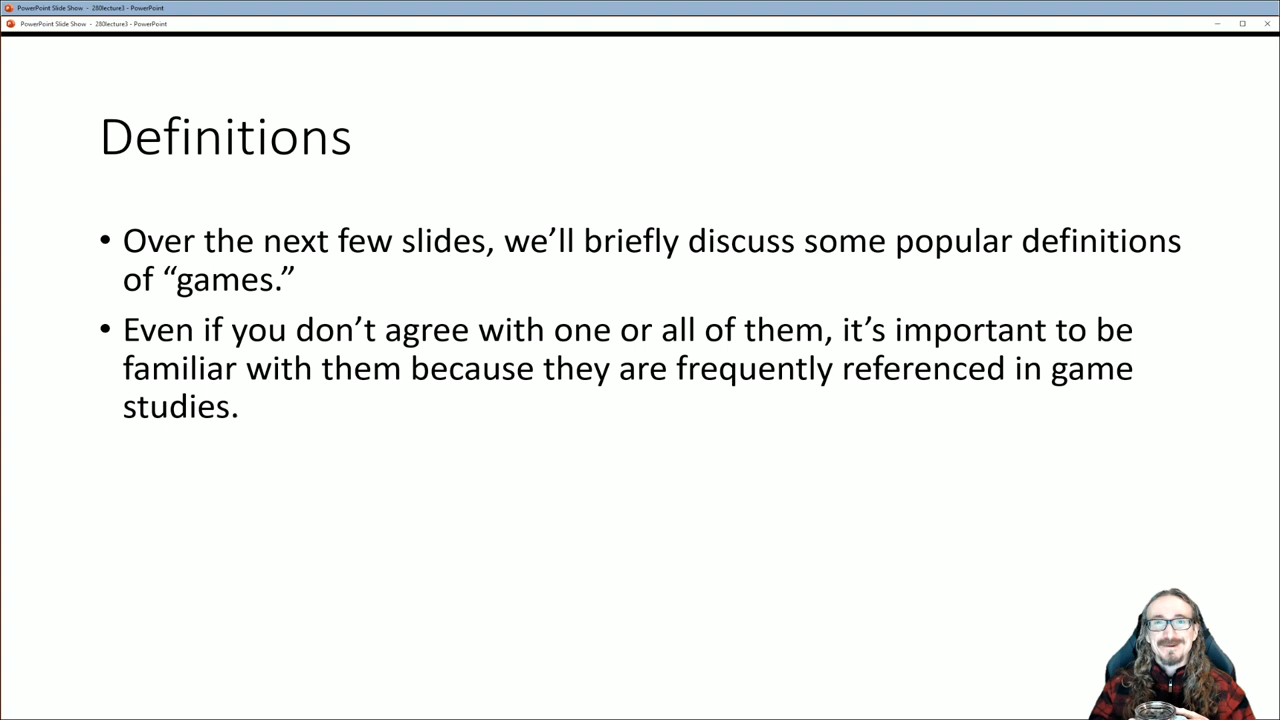 PowerPoint Slide Show - 280lecture3 - PowerPoint
PowerPoint Slide Show - 280lecture3 - PowerPoint
Definitions
• Over the next few slides, we’ll briefly discuss some popular definitions
of “games.”
• Even if you don’t agree with one or all of them, it’s important to be
familiar with them because they are frequently referenced in game
studies.